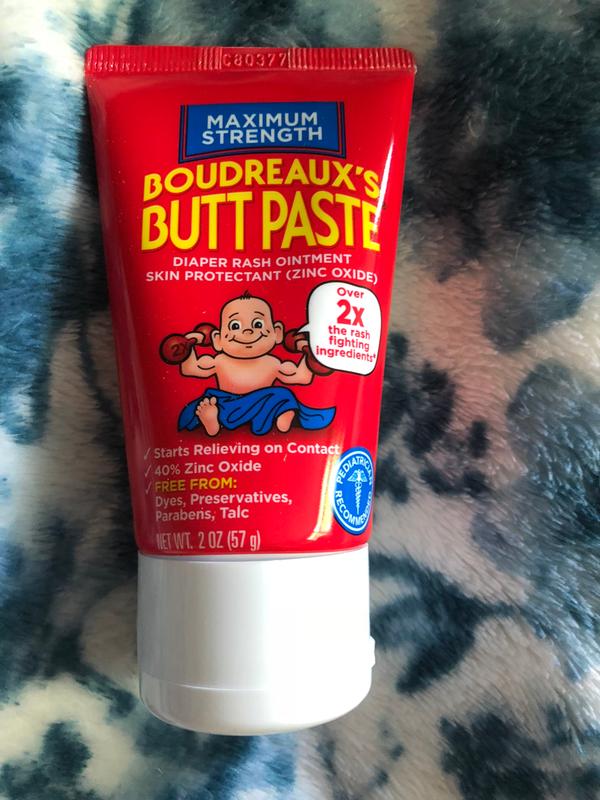 C80377
MAXIMUM
STRENGTH
BOUDREAUX'S
BUTT PASTE
DIAPER RASH OINTMENT
SKIN PROTECTANT (ZINC OXIDE)
Over
2x
the rash
fighting
ingredients*
2x
Starts Relieving on Contact
40% Zinc Oxide
FREE FROM:
Dyes, Preservatives,
Parabens, Talc
PEDIATRICIAN
RECOMMENDED
NET WT. 2 OZ (57 g)